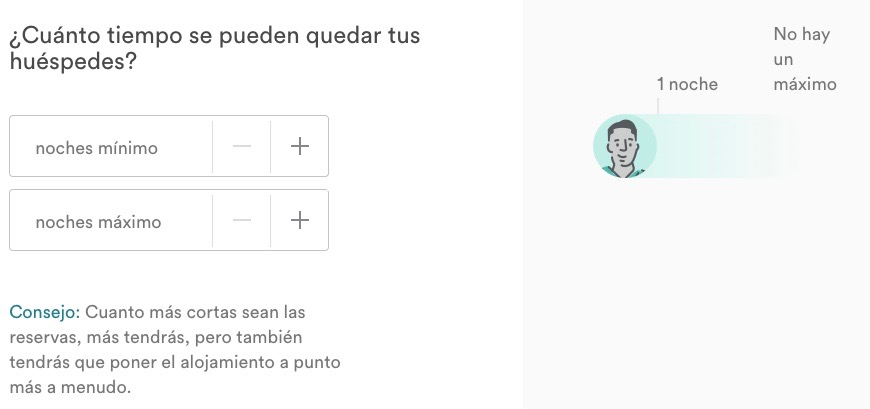 ¿Cuánto tiempo se pueden quedar tus
huéspedes?
noches mínimo
noches máximo
Consejo: Cuanto más cortas sean las
reservas, más tendrás, pero también
tendrás que poner el alojamiento a punto
más a menudo.
1 noche
No hay
un
máximo